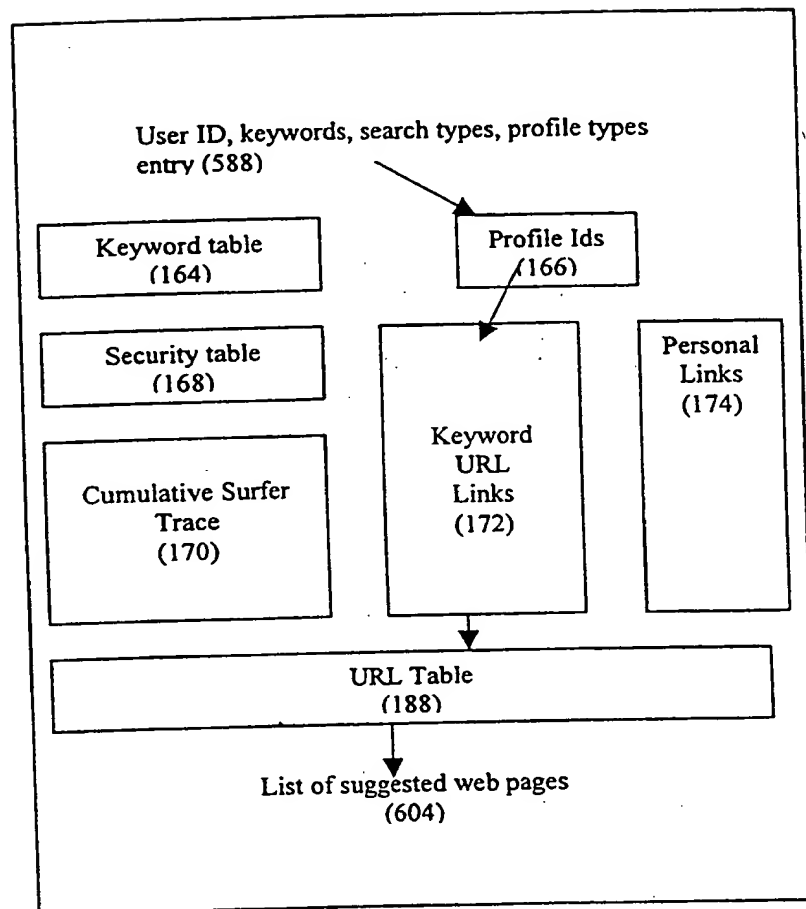 User ID, keywords, search types, profile types
entry (588)
Keyword table
(164)
Profile Ids
(166)
Security table
(168)
Personal
Links
(174)
Keyword
URL
Links
(172)
Cumulative Surfer
Trace
(170)
URL Table
(188)
List of suggested web pages
(604)